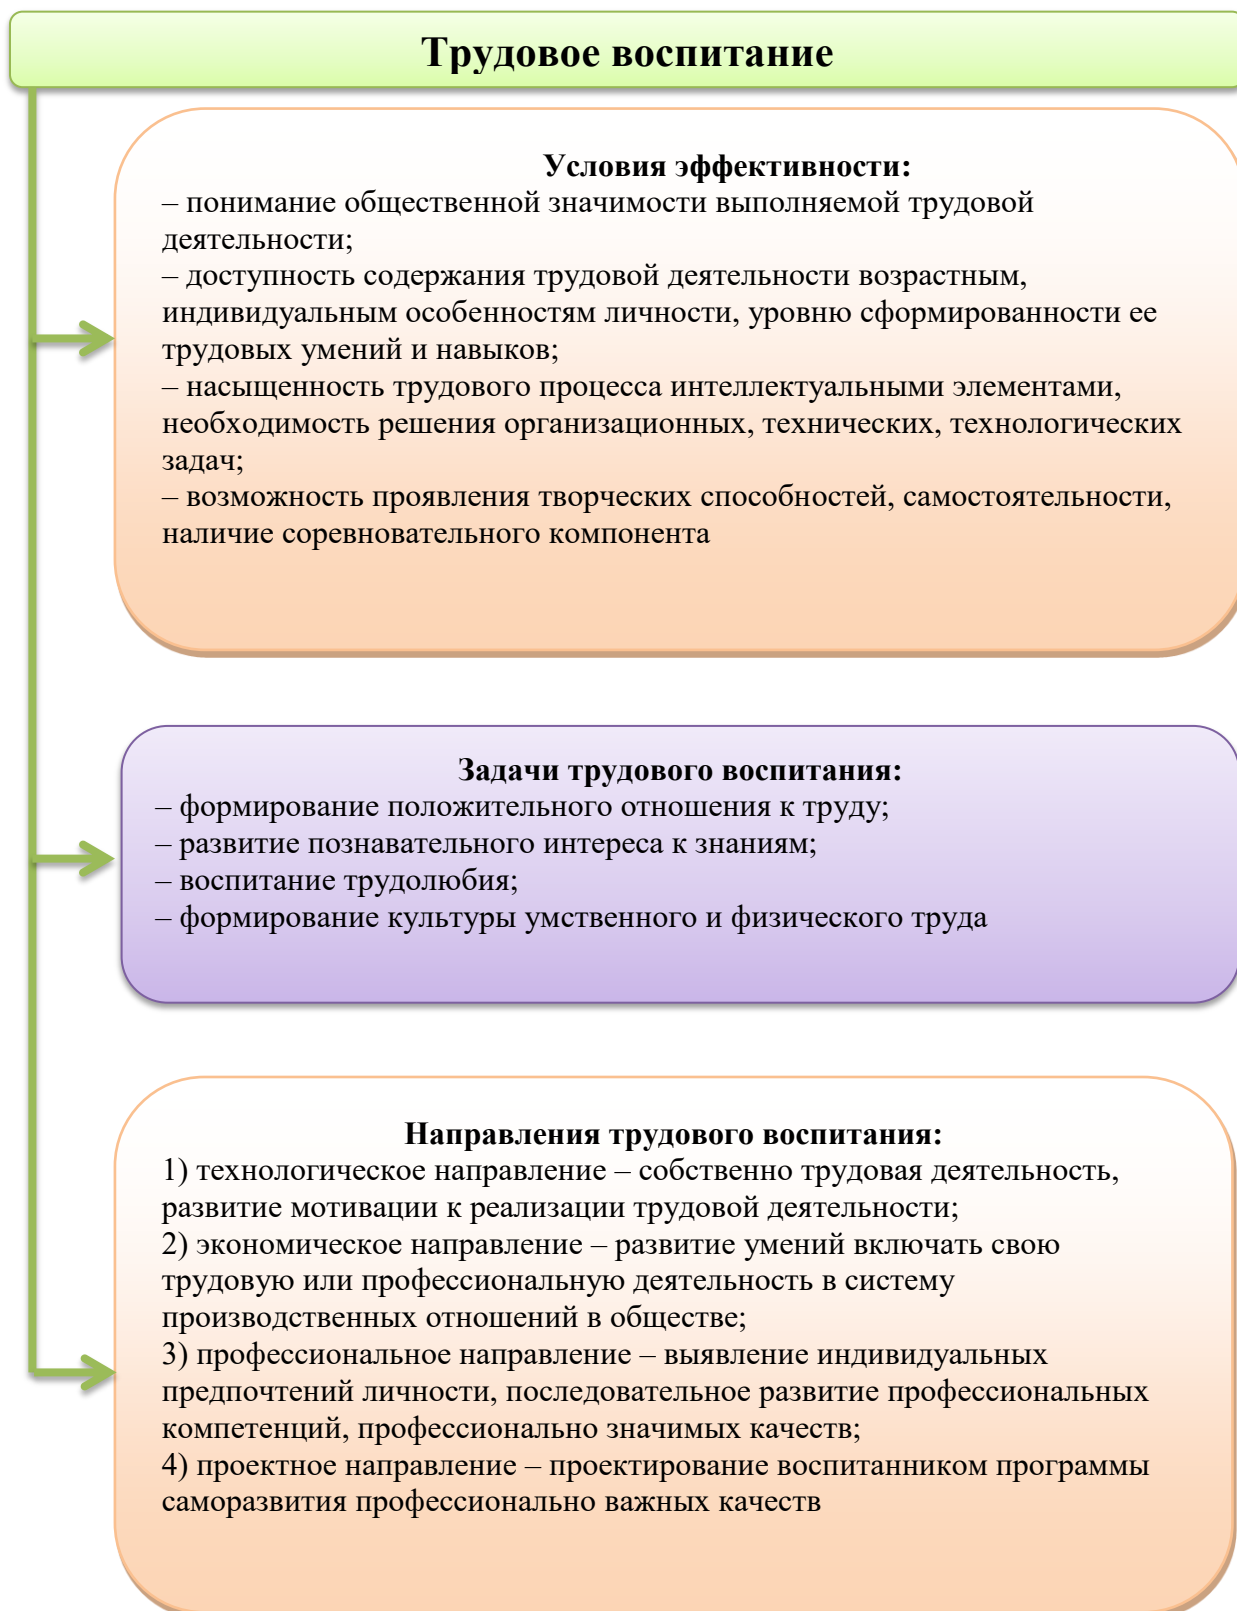 Трудовое воспитание
Условия эффективности:
– понимание общественной значимости выполняемой трудовой
деятельности;
– доступность содержания трудовой деятельности возрастным,
индивидуальным особенностям личности, уровню сформированности ее
трудовых умений и навыков;
– насыщенность трудового процесса интеллектуальными элементами,
необходимость решения организационных, технических, технологических
задач;
– возможность проявления творческих способностей, самостоятельности,
наличие соревновательного компонента
Задачи трудового воспитания:
– формирование положительного отношения к труду;
– развитие познавательного интереса к знаниям;
– воспитание трудолюбия;
– формирование культуры умственного и физического труда
Направления трудового воспитания:
1) технологическое направление – собственно трудовая деятельность,
развитие мотивации к реализации трудовой деятельности;
2) экономическое направление – развитие умений включать свою
трудовую или профессиональную деятельность в систему
производственных отношений в обществе;
3) профессиональное направление – выявление индивидуальных
предпочтений личности, последовательное развитие профессиональных
компетенций, профессионально значимых качеств;
4) проектное направление – проектирование воспитанником программы
саморазвития профессионально важных качеств